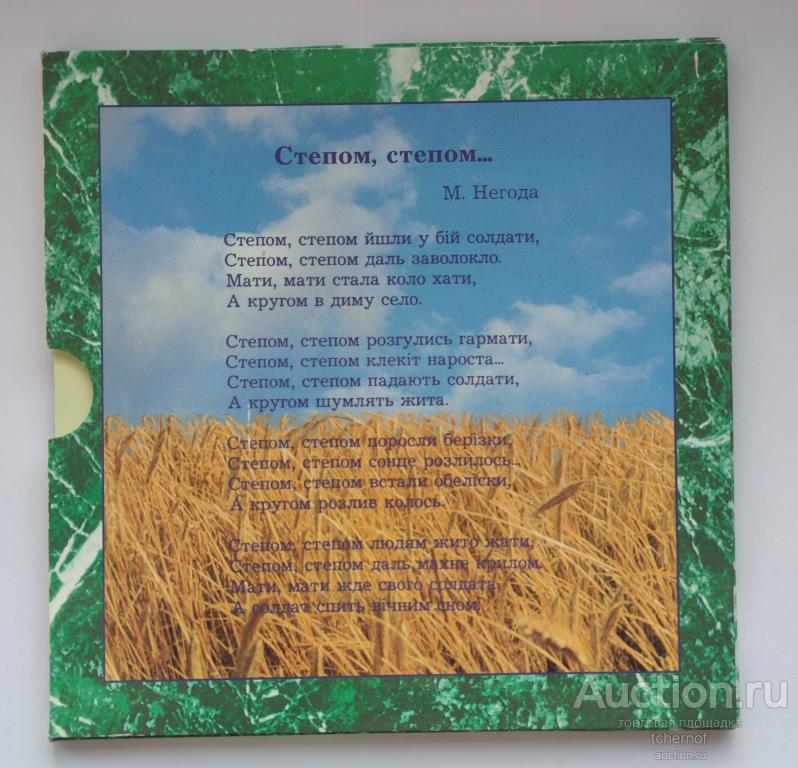 Степом, степом...
М. Негода
Степом, степом йшли у бій солдати,
Степом, степом даль заволокло.
Мати, мати стала коло хати,
А кругом в диму село.
Степом, степом розгулись гармати,
Степом, степом клекіт нароста...
Степом, степом падають солдати,
А кругом шумлять жита.
Степом, степом поросли берізки,
Степом, степом сонце розлилось...
Степом, степом встали обеліски,
А кругом розлив колось.
Степом, степом людям жито жати,
Степом, степом даль махне крилом.
Мати, мати жде свого солдата,
А солдат спить вічним сном.
Auction.ru
торговая площадка
tchernof
auction.ru